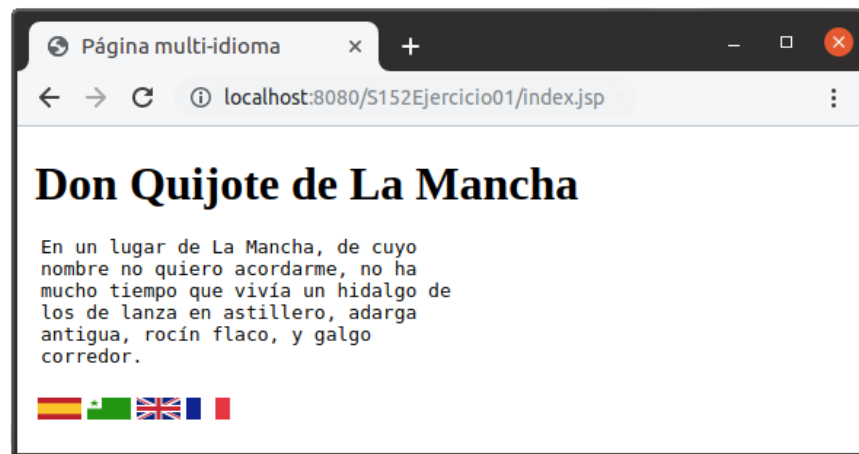 Página multi-idioma
localhost:8080/S152Ejercicio01/index.jsp
Don Quijote de La Mancha
En un lugar de La Mancha, de cuyo
nombre no quiero acordarme, no ha
mucho tiempo que vivía un hidalgo de
los de lanza en astillero, adarga
antigua, rocín flaco, y galgo
corredor.